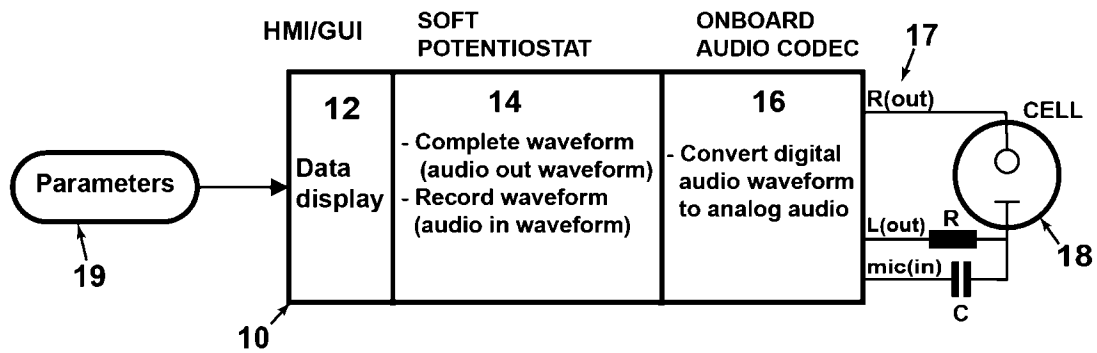 HMI/GUI
SOFT
POTENTIOSTAT
ONBOARD
AUDIO CODEC
17
12
14
16
R(out)
CELL
Parameters
Data
display
- Complete waveform
(audio out waveform)
- Record waveform
(audio in waveform)
- Convert digital
audio waveform
to analog audio
L(out)
R
mic(in)
C
18
19
10